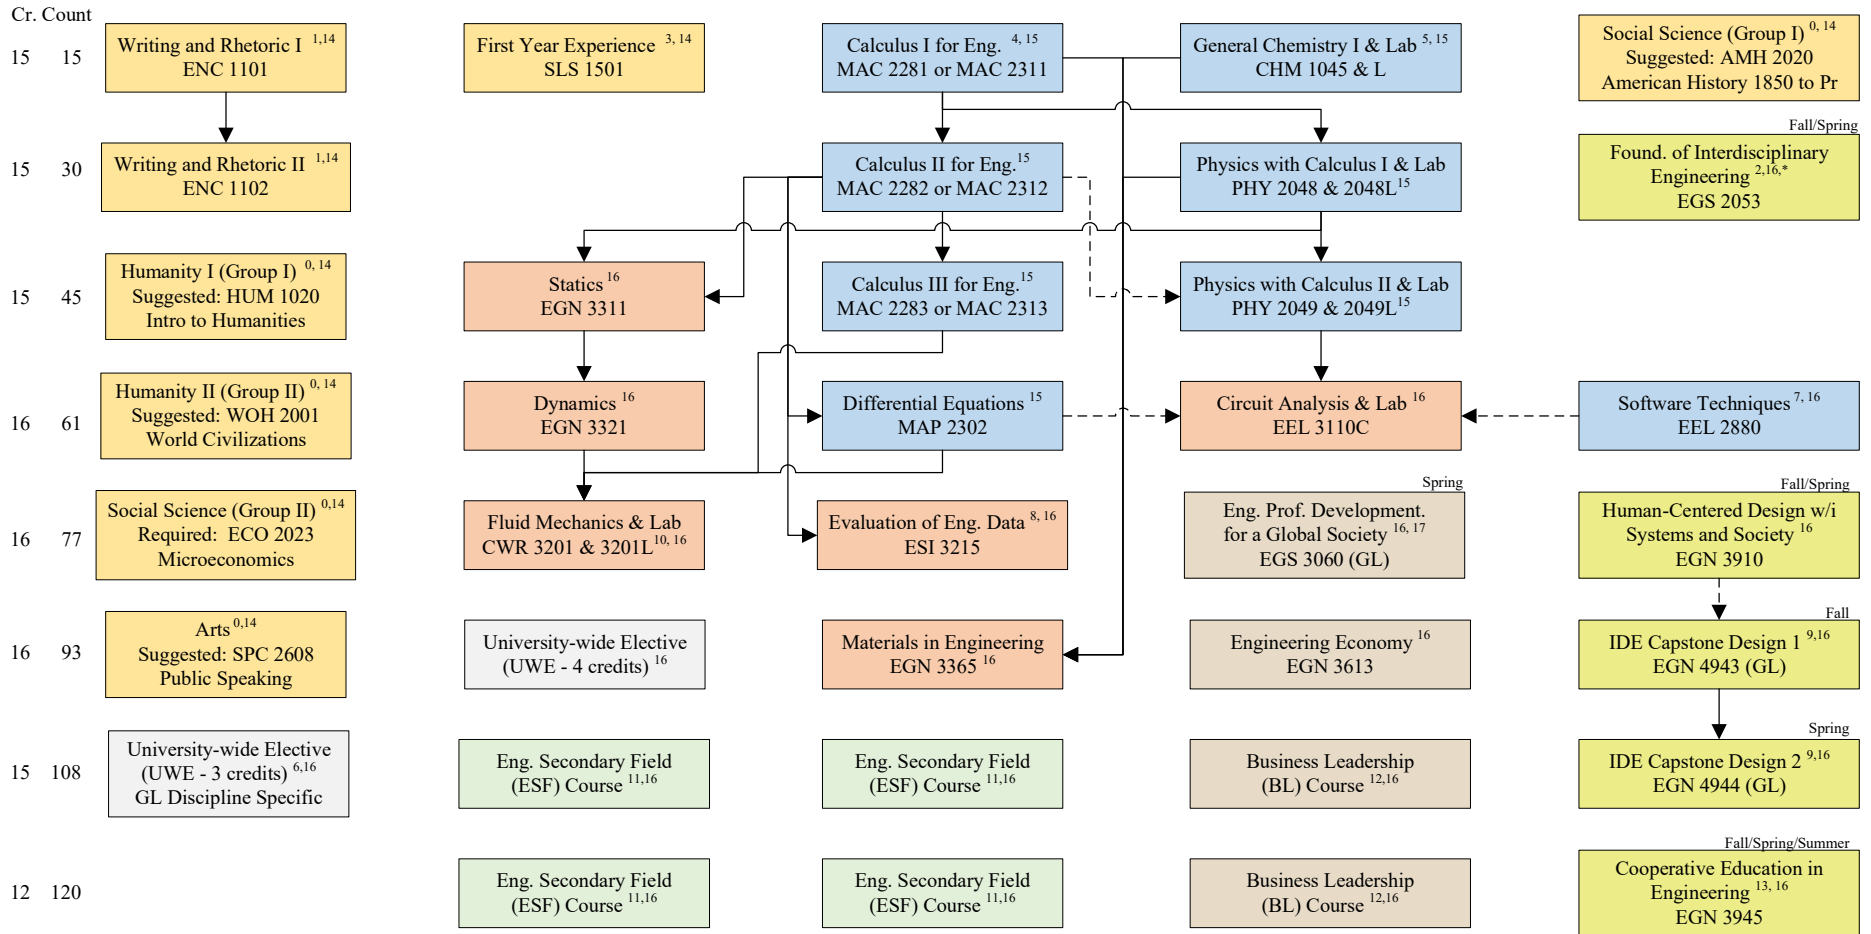 Cr. Count
15 15
Writing and Rhetoric I 1,14
ENC 1101
First Year Experience 3, 14
SLS 1501
Calculus I for Eng. 4, 15
MAC 2281 or MAC 2311
General Chemistry I & Lab 5, 15
CHM 1045 & L
Social Science (Group I) 0, 14
Suggested: AMH 2020
American History 1850 to Pr
15 30
Writing and Rhetoric II 1,14
ENC 1102
Calculus II for Eng. 15
MAC 2282 or MAC 2312
Physics with Calculus I & Lab
PHY 2048 & 2048L 15
Fall/Spring
Found. of Interdisciplinary
Engineering 2,16,*
EGS 2053
15 45
Humanity I (Group I) 0, 14
Suggested: HUM 1020
Intro to Humanities
Statics 16
EGN 3311
Calculus III for Eng. 15
MAC 2283 or MAC 2313
Physics with Calculus II & Lab
PHY 2049 & 2049L 15
16 61
Humanity II (Group II) 0, 14
Suggested: WOH 2001
World Civilizations
Dynamics 16
EGN 3321
Differential Equations 15
MAP 2302
Circuit Analysis & Lab 16
EEL 3110C
Software Techniques 7, 16
EEL 2880
16 77
Social Science (Group II) 0,14
Required: ECO 2023
Microeconomics
Fluid Mechanics & Lab
CWR 3201 & 3201L 10, 16
Evaluation of Eng. Data 8, 16
ESI 3215
Spring
Eng. Prof. Development.
for a Global Society 16, 17
EGS 3060 (GL)
Fall/Spring
Human-Centered Design w/i
Systems and Society 16
EGN 3910
16 93
Arts 0,14
Suggested: SPC 2608
Public Speaking
University-wide Elective
(UWE - 4 credits) 16
Materials in Engineering
EGN 3365 16
Engineering Economy 16
EGN 3613
Fall
IDE Capstone Design 1 9,16
EGN 4943 (GL)
15 108
University-wide Elective
(UWE - 3 credits) 6,16
GL Discipline Specific
Eng. Secondary Field
(ESF) Course 11,16
Eng. Secondary Field
(ESF) Course 11,16
Business Leadership
(BL) Course 12,16
Spring
IDE Capstone Design 2 9,16
EGN 4944 (GL)
12 120
Eng. Secondary Field
(ESF) Course 11,16
Eng. Secondary Field
(ESF) Course 11,16
Business Leadership
(BL) Course 12,16
Fall/Spring/Summer
Cooperative Education in
Engineering 13, 16
EGN 3945